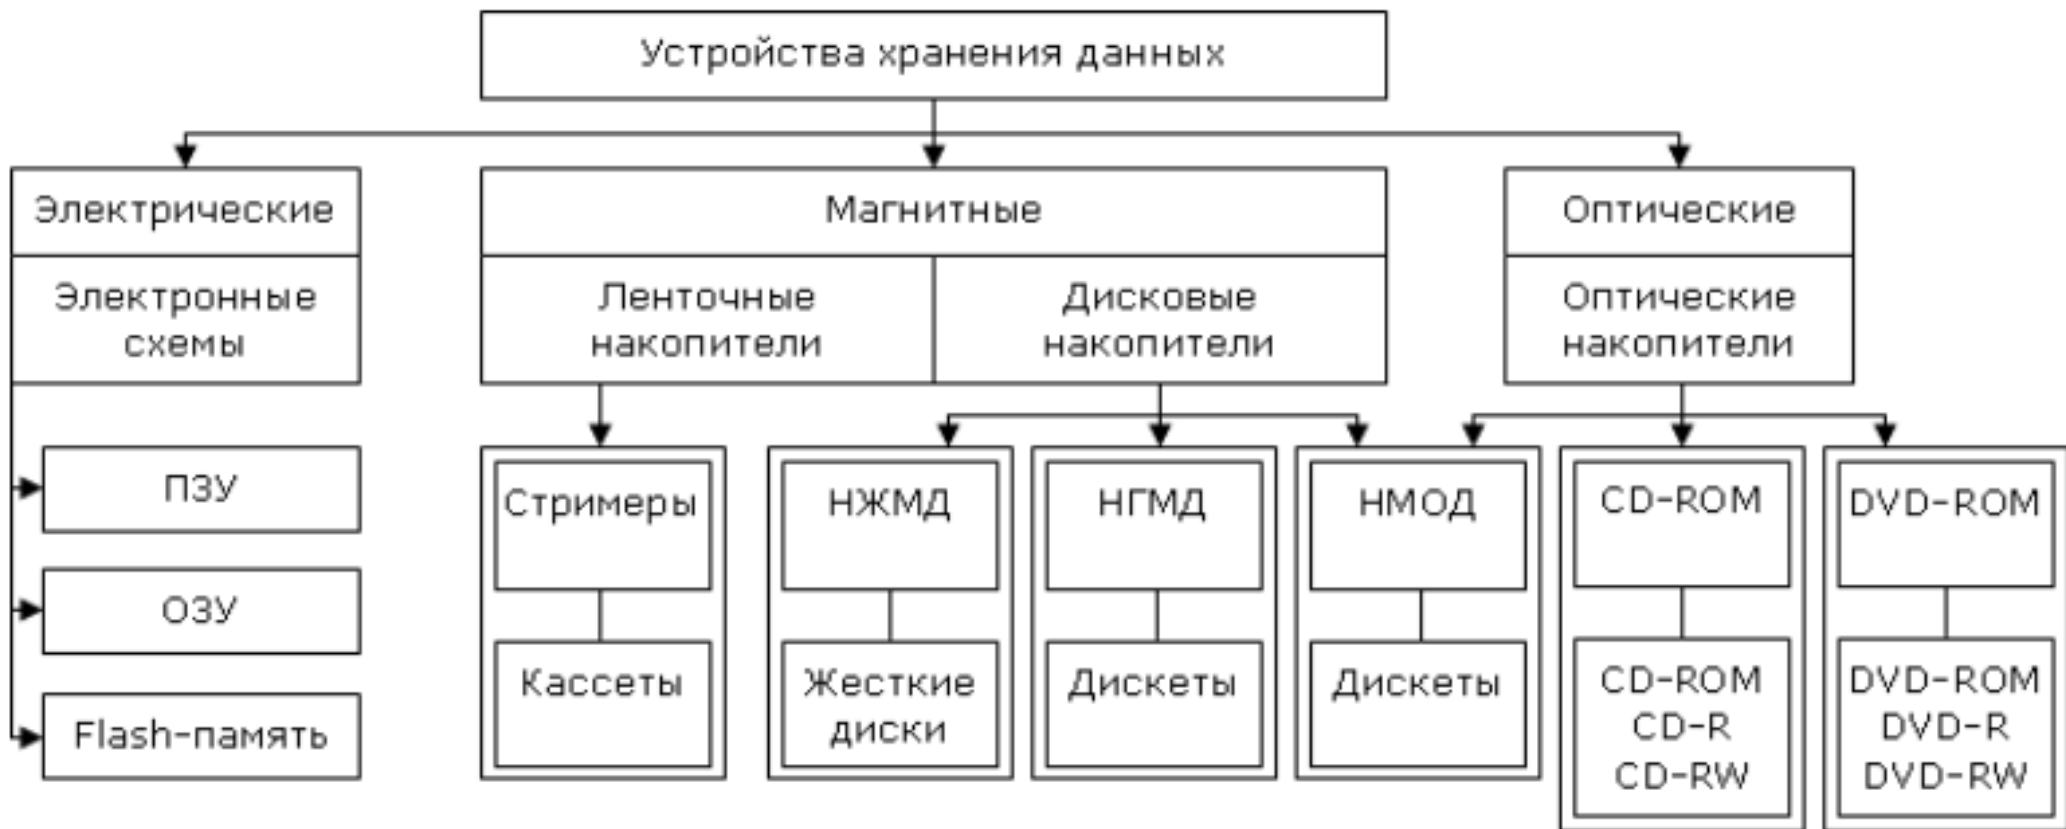 Устройства хранения данных
Электрические
Магнитные
Оптические
Электронные
схемы
Ленточные
накопители
Дисковые
накопители
Оптические
накопители
ПЗУ
ОЗУ
Flash-память
Стримеры
Кассеты
НЖМД
Жесткие
диски
НГМД
Дискеты
НМОД
Дискеты
CD-ROM
CD-ROM
CD-R
CD-RW
DVD-ROM
DVD-ROM
DVD-R
DVD-RW